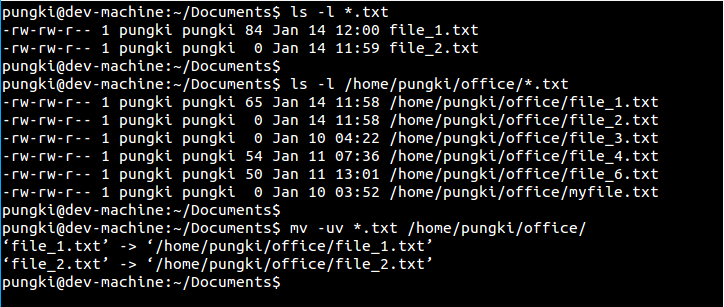 pungki@dev-machine:~/Documents$ ls -l *.txt
-rw-rw-r-- 1 pungki pungki 84 Jan 14 12:00 file_1.txt
-rw-rw-r-- 1 pungki pungki  0 Jan 14 11:59 file_2.txt
pungki@dev-machine:~/Documents$
pungki@dev-machine:~/Documents$ ls -l /home/pungki/office/*.txt
-rw-rw-r-- 1 pungki pungki 65 Jan 14 11:58 /home/pungki/office/file_1.txt
-rw-rw-r-- 1 pungki pungki  0 Jan 14 11:58 /home/pungki/office/file_2.txt
-rw-rw-r-- 1 pungki pungki  0 Jan 10 04:22 /home/pungki/office/file_3.txt
-rw-rw-r-- 1 pungki pungki 54 Jan 11 07:36 /home/pungki/office/file_4.txt
-rw-rw-r-- 1 pungki pungki 50 Jan 11 13:01 /home/pungki/office/file_6.txt
-rw-rw-r-- 1 pungki pungki  0 Jan 10 03:52 /home/pungki/office/myfile.txt
pungki@dev-machine:~/Documents$
pungki@dev-machine:~/Documents$ mv -uv *.txt /home/pungki/office/
‘file_1.txt’ -> ‘/home/pungki/office/file_1.txt’
‘file_2.txt’ -> ‘/home/pungki/office/file_2.txt’
pungki@dev-machine:~/Documents$